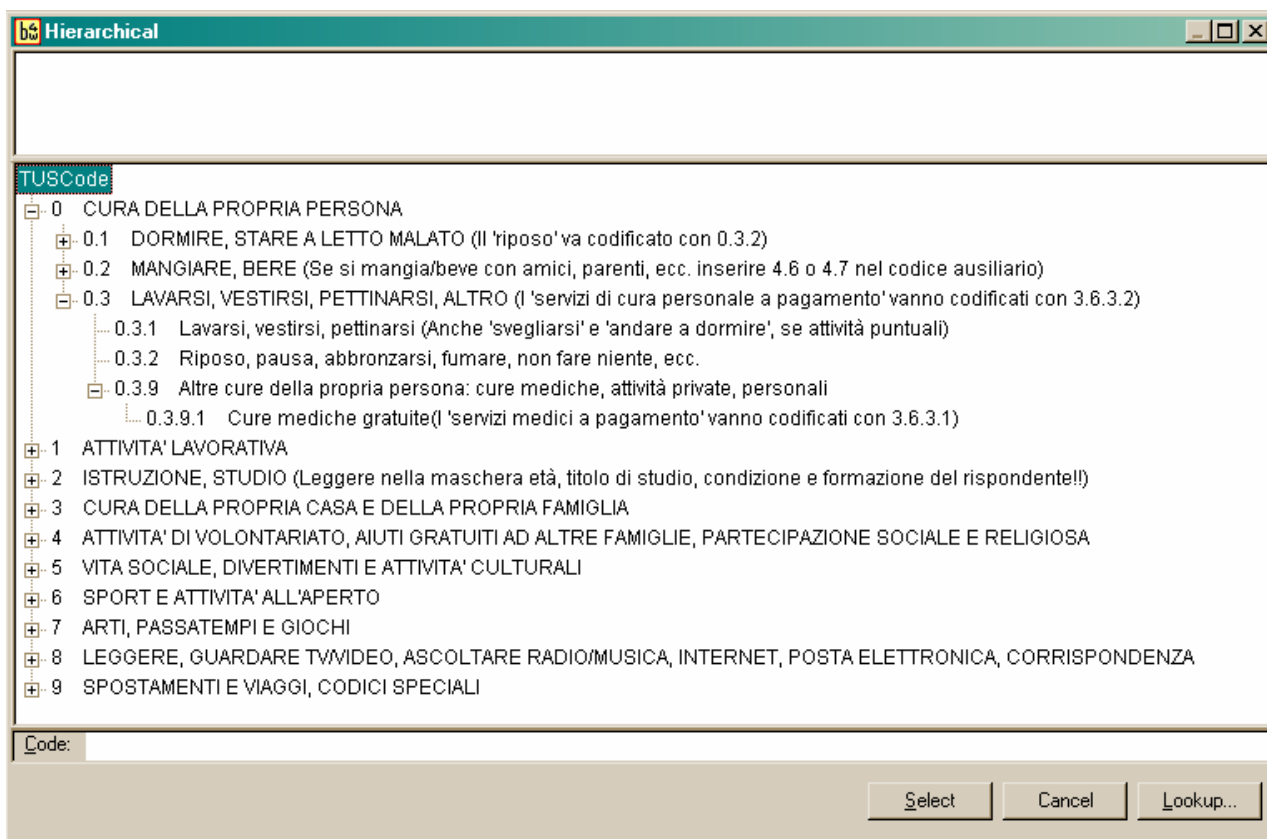 Hierarchical
TUSCode
0 CURA DELLA PROPRIA PERSONA
0.1 DORMIRE, STARE A LETTO MALATO (Il 'riposo' va codificato con 0.3.2)
0.2 MANGIARE, BERE (Se si mangia/beve con amici, parenti, ecc. inserire 4.6 o 4.7 nel codice ausiliario)
0.3 LAVARSI, VESTIRSI, PETTINARSI, ALTRO (I 'servizi di cura personale a pagamento' vanno codificati con 3.6.3.2)
0.3.1 Lavarsi, vestirsi, pettinarsi (Anche 'svegliarsi' e 'andare a dormire', se attività puntuali)
0.3.2 Riposo, pausa, abbronzarsi, fumare, non fare niente, ecc.
0.3.9 Altre cure della propria persona: cure mediche, attività private, personali
0.3.9.1 Cure mediche gratuite(I 'servizi medici a pagamento' vanno codificati con 3.6.3.1)
1 ATTIVITA' LAVORATIVA
2 ISTRUZIONE, STUDIO (Leggere nella maschera età, titolo di studio, condizione e formazione del rispondente!!)
3 CURA DELLA PROPRIA CASA E DELLA PROPRIA FAMIGLIA
4 ATTIVITA' DI VOLONTARIATO, AIUTI GRATUITI AD ALTRE FAMIGLIE, PARTECIPAZIONE SOCIALE E RELIGIOSA
5 VITA SOCIALE, DIVERTIMENTI E ATTIVITA' CULTURALI
6 SPORT E ATTIVITA' ALL'APERTO
7 ARTI, PASSATEMPI E GIOCHI
8 LEGGERE, GUARDARE TV/VIDEO, ASCOLTARE RADIO/MUSICA, INTERNET, POSTA ELETTRONICA, CORRISPONDENZA
9 SPOSTAMENTI E VIAGGI, CODICI SPECIALI
Code:
Select Cancel Lookup...